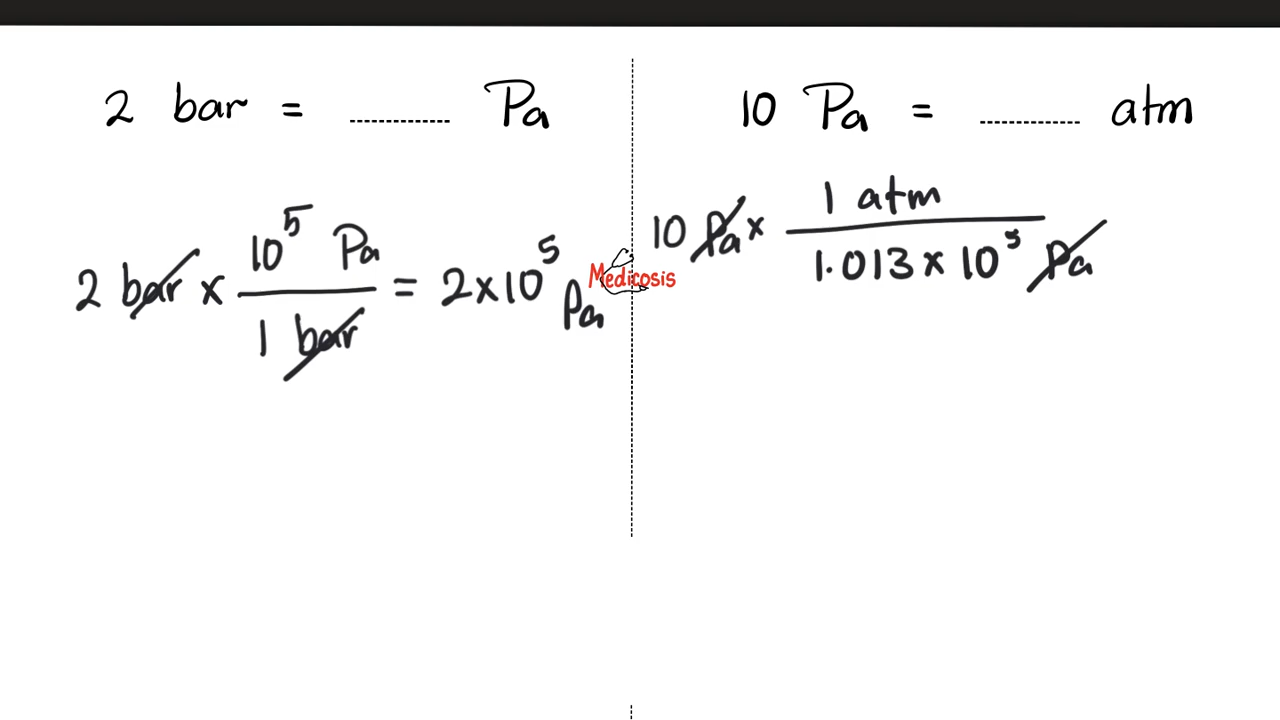 2 bar = ............. Pa
2 bar x 10^5 Pa / 1 bar = 2x10^5 Pa
Medicosis
10 Pa = ............. atm
10 Pa x 1 atm / 1.013 x 10^5 Pa